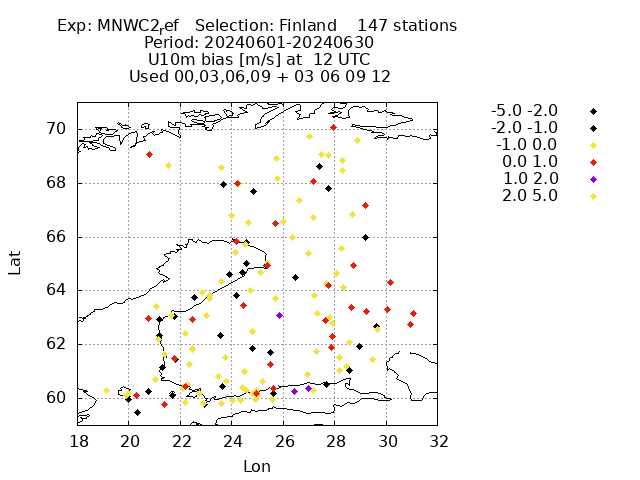 Exp: MNWC2_ref   Selection: Finland    147 stations
Period: 20240601-20240630
U10m bias [m/s] at  12 UTC
Used 00,03,06,09 + 03 06 09 12
-5.0 -2.0
-2.0 -1.0
-1.0 0.0
0.0 1.0
1.0 2.0
2.0 5.0
70
68
66
64
62
60
Lat
18 20 22 24 26 28 30 32
Lon